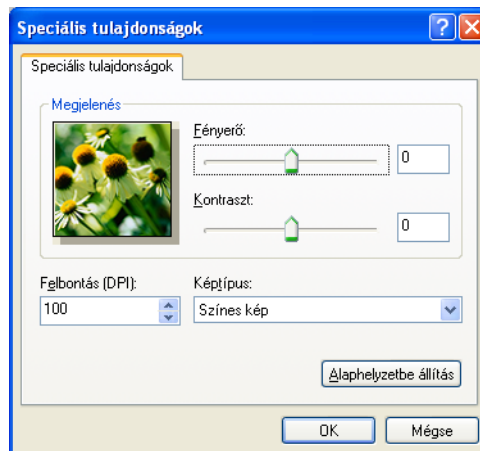 Speciális tulajdonságok
Speciális tulajdonságok
Megjelenés
Fényerő:
0
Kontraszt:
0
Felbontás (DPI):
Képtípus:
100
Színes kép
Alaphelyzetbe állítás
OK
Mégse